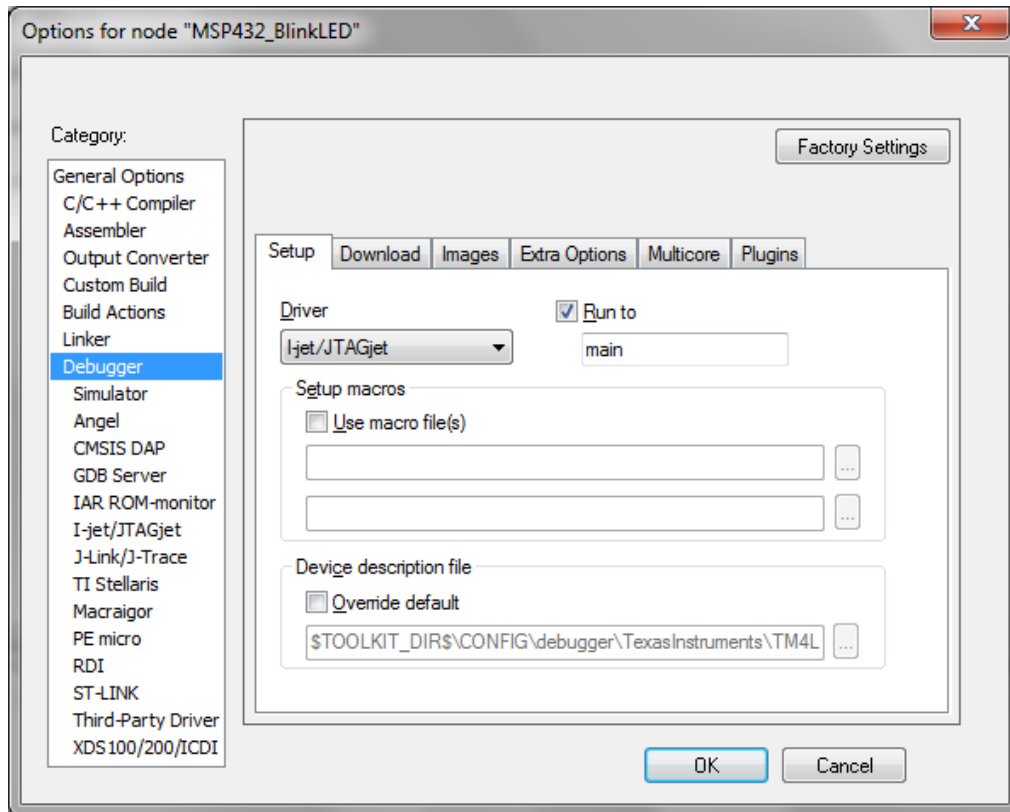 Options for node "MSP432_BlinkLED"
Category:
General Options
C/C++ Compiler
Assembler
Output Converter
Custom Build
Build Actions
Linker
Debugger
Simulator
Angel
CMSIS DAP
GDB Server
IAR ROM-monitor
I-jet/JTAGjet
J-Link/J-Trace
TI Stellaris
Macraigor
PE micro
RDI
ST-LINK
Third-Party Driver
XDS100/200/ICDI
Factory Settings
Setup Download Images Extra Options Multicore Plugins
Driver
I-jet/JTAGjet
Run to
main
Setup macros
Use macro file(s)
...
...
Device description file
Override default
$TOOLKIT_DIR$\CONFIG\debugger\TexasInstruments\TM4L
...
OK Cancel